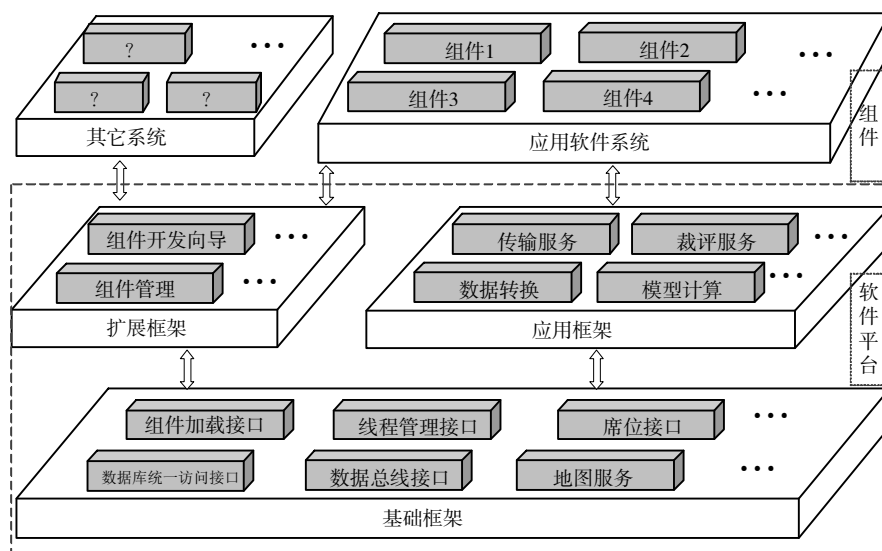 ?
• • •
?
?
其它系统
组件1
组件2
• • •
组件3
组件4
• • •
应用软件系统
组件
组件开发向导
• • •
组件管理
• • •
扩展框架
传输服务
裁评服务
• • •
数据转换
模型计算
• • •
应用框架
软件平台
组件加载接口
线程管理接口
席位接口
• • •
数据库统一访问接口
数据总线接口
地图服务
• • •
基础框架